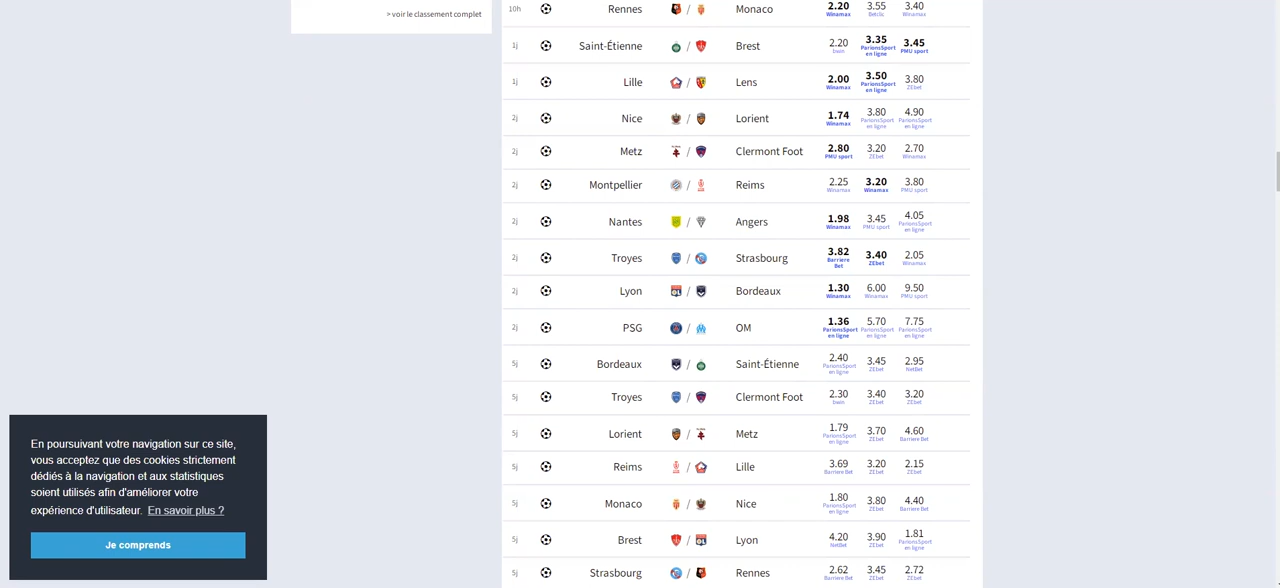 > voir le classement complet
10h Rennes / Monaco 2.20 3.55 3.40
Winamax Betclic Winamax
1j Saint-Étienne / Brest 2.20 3.35 3.45
bwin ParionsSport en ligne PMU sport
1j Lille / Lens 2.00 3.50 3.80
Winamax ParionsSport en ligne ZEbet
2j Nice / Lorient 1.74 3.80 4.90
Winamax ParionsSport en ligne ParionsSport en ligne
2j Metz / Clermont Foot 2.80 3.20 2.70
PMU sport ZEbet Winamax
2j Montpellier / Reims 2.25 3.20 3.80
Winamax Winamax PMU sport
2j Nantes / Angers 1.98 3.45 4.05
Winamax PMU sport ParionsSport en ligne
2j Troyes / Strasbourg 3.82 3.40 2.05
Barriere Bet ZEbet Winamax
2j Lyon / Bordeaux 1.30 6.00 9.50
Winamax Winamax PMU sport
2j PSG / OM 1.36 5.70 7.75
ParionsSport en ligne ParionsSport en ligne ParionsSport en ligne
5j Bordeaux / Saint-Étienne 2.40 3.45 2.95
ParionsSport en ligne ZEbet NetBet
5j Troyes / Clermont Foot 2.30 3.40 3.20
bwin ZEbet ZEbet
5j Lorient / Metz 1.79 3.70 4.60
ParionsSport en ligne ZEbet Barriere Bet
5j Reims / Lille 3.69 3.20 2.15
Barriere Bet ZEbet ZEbet
5j Monaco / Nice 1.80 3.80 4.40
ParionsSport en ligne ZEbet Barriere Bet
5j Brest / Lyon 4.20 3.90 1.81
NetBet ZEbet ParionsSport en ligne
5j Strasbourg / Rennes 2.62 3.45 2.72
Barriere Bet ZEbet ZEbet
En poursuivant votre navigation sur ce site,
vous acceptez que des cookies strictement
dédiés à la navigation et aux statistiques
soient utilisés afin d'améliorer votre
expérience d'utilisateur. En savoir plus ?
Je comprends